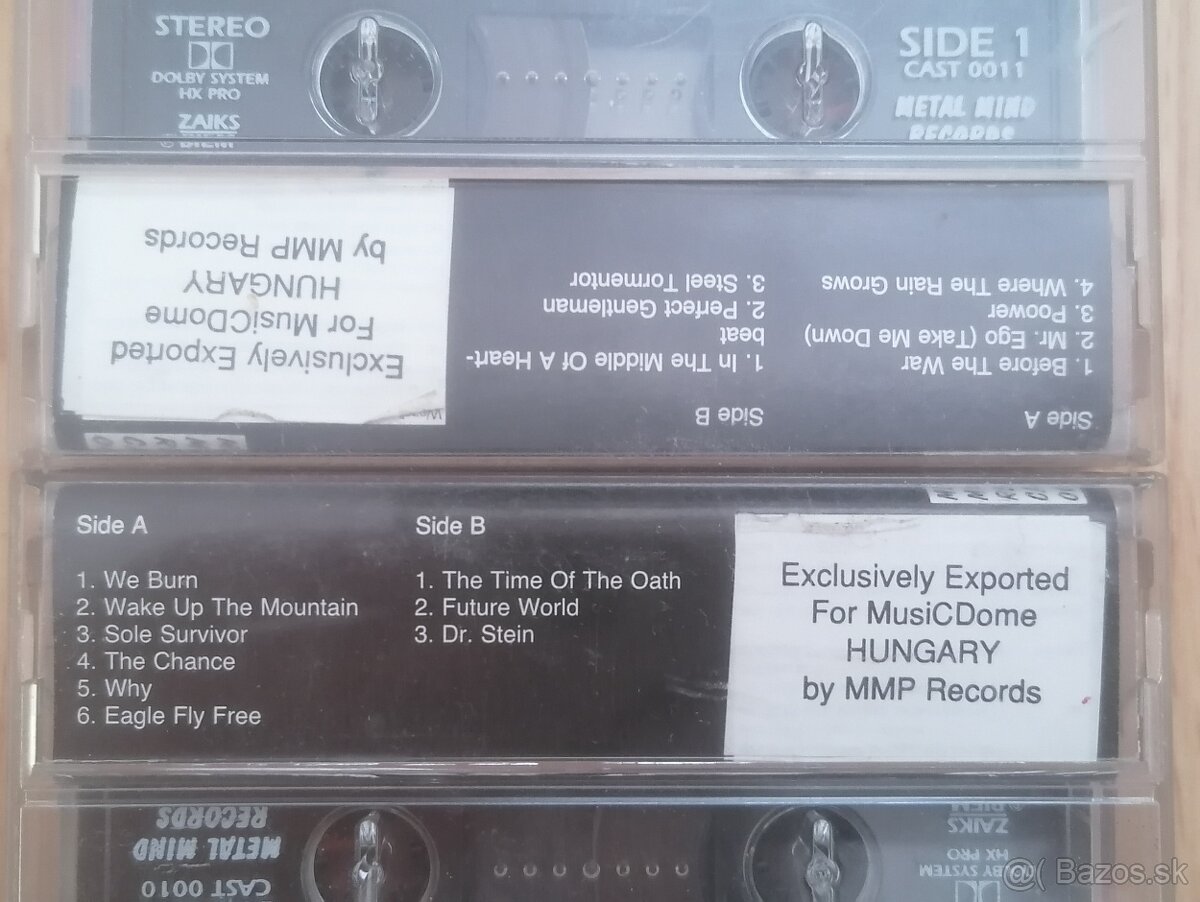 STEREO
DOLBY SYSTEM
HX PRO
ZAIKS
BIEM
SIDE 1
CAST 0011
METAL MIND
RECORDS
Side A
1. Before The War
2. Mr. Ego (Take Me Down)
3. Poower
4. Where The Rain Grows
Side B
1. In The Middle Of A Heart-
beat
2. Perfect Gentleman
3. Steel Tormentor
Exclusively Exported
For MusiCDome
HUNGARY
by MMP Records
Side A
1. We Burn
2. Wake Up The Mountain
3. Sole Survivor
4. The Chance
5. Why
6. Eagle Fly Free
Side B
1. The Time Of The Oath
2. Future World
3. Dr. Stein
Exclusively Exported
For MusiCDome
HUNGARY
by MMP Records
CAST 0010
METAL MIND
RECORDS
DOLBY SYSTEM
HX PRO
ZAIKS
BIEM
@( Bazos.sk